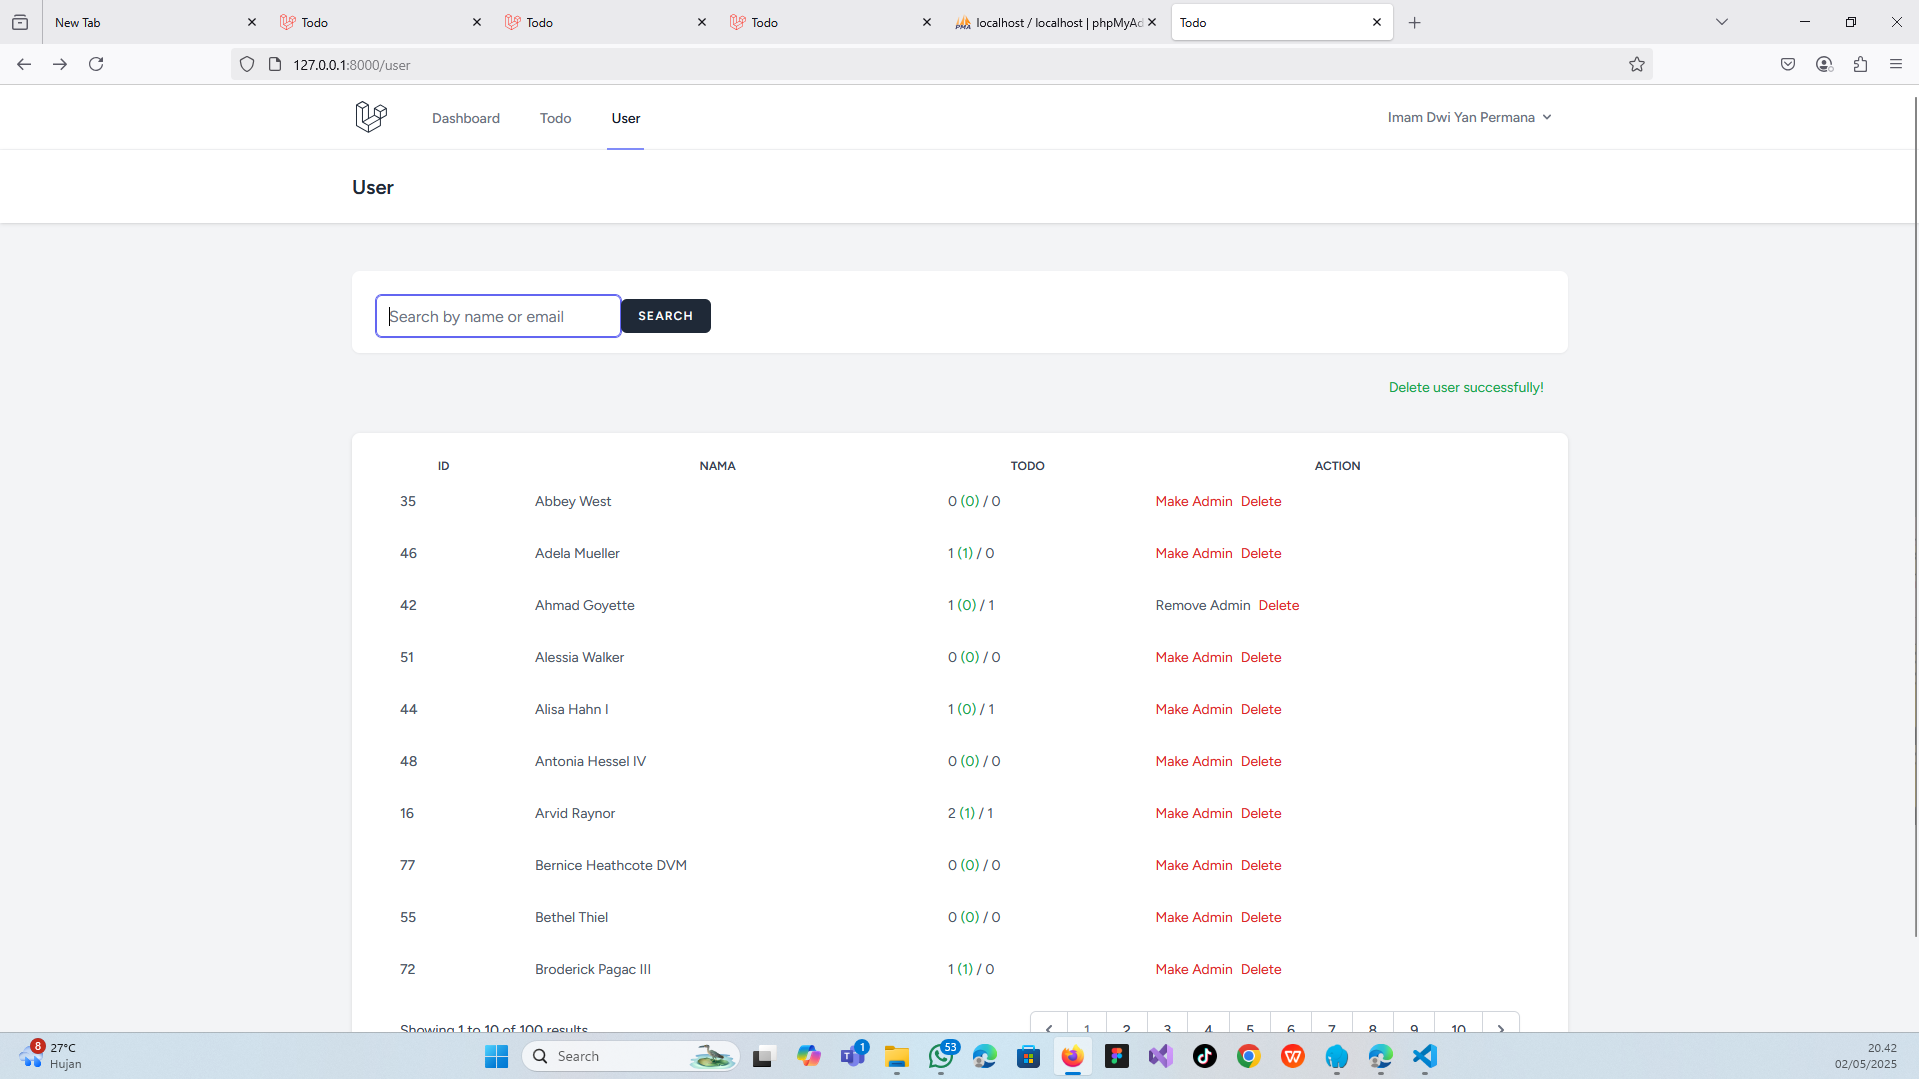 New Tab
Todo
Todo
Todo
localhost / localhost | phpMyAd
Todo
127.0.0.1:8000/user
Dashboard
Todo
User
Imam Dwi Yan Permana
User
Search by name or email
SEARCH
Delete user successfully!
ID NAMA TODO ACTION
35 Abbey West 0 (0) / 0 Make Admin Delete
46 Adela Mueller 1 (1) / 0 Make Admin Delete
42 Ahmad Goyette 1 (0) / 1 Remove Admin Delete
51 Alessia Walker 0 (0) / 0 Make Admin Delete
44 Alisa Hahn I 1 (0) / 1 Make Admin Delete
48 Antonia Hessel IV 0 (0) / 0 Make Admin Delete
16 Arvid Raynor 2 (1) / 1 Make Admin Delete
77 Bernice Heathcote DVM 0 (0) / 0 Make Admin Delete
55 Bethel Thiel 0 (0) / 0 Make Admin Delete
72 Broderick Pagac III 1 (1) / 0 Make Admin Delete
Showing 1 to 10 of 100 results
1 2 3 4 5 6 7 8 9 10
8
27°C
Hujan
Search
1
53
20.42
02/05/2025